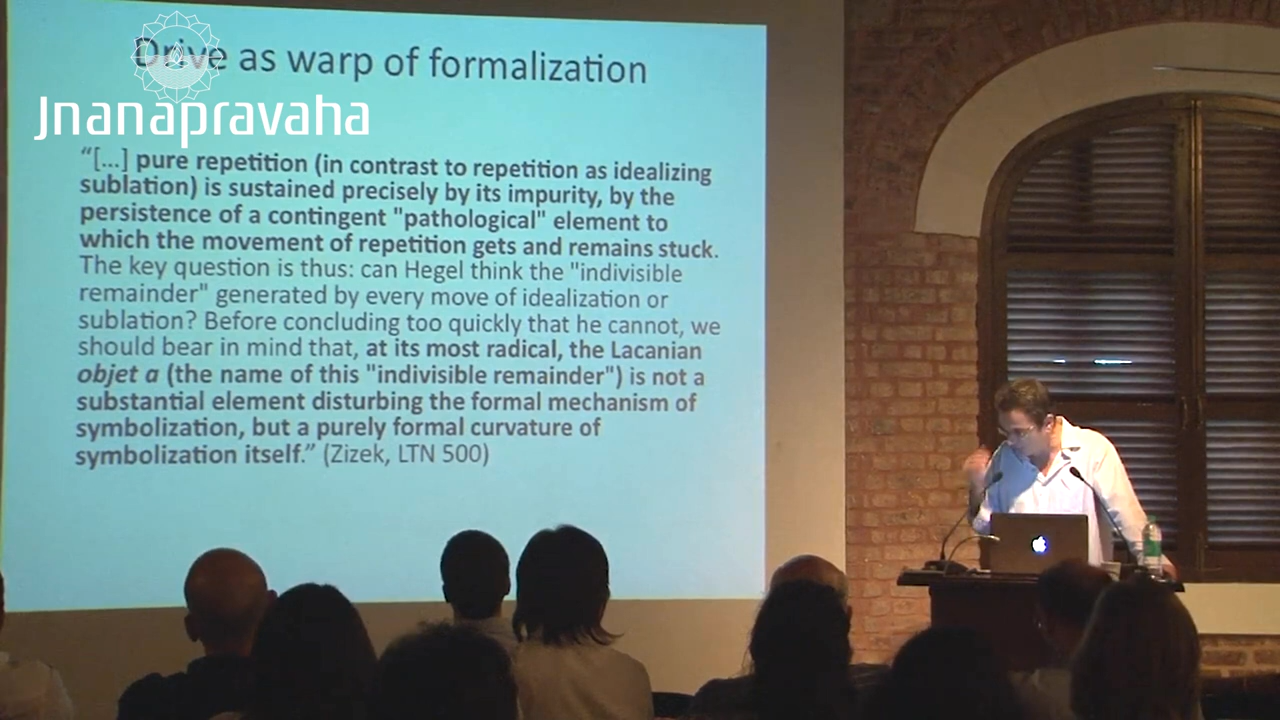 Drive as warp of formalization
Jnanapravaha
“[...] pure repetition (in contrast to repetition as idealizing
sublation) is sustained precisely by its impurity, by the
persistence of a contingent "pathological" element to
which the movement of repetition gets and remains stuck.
The key question is thus: can Hegel think the "indivisible
remainder" generated by every move of idealization or
sublation? Before concluding too quickly that he cannot, we
should bear in mind that, at its most radical, the Lacanian
objet a (the name of this "indivisible remainder") is not a
substantial element disturbing the formal mechanism of
symbolization, but a purely formal curvature of
symbolization itself.” (Zizek, LTN 500)